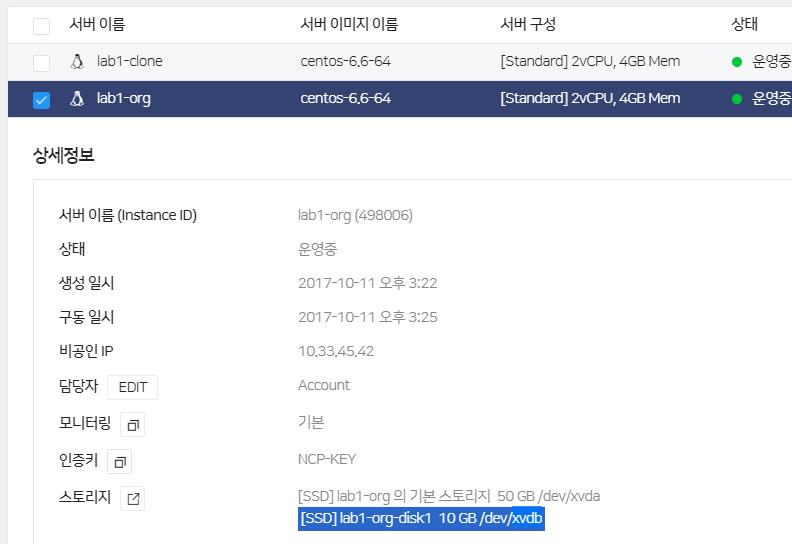 서버 이름 서버 이미지 이름 서버 구성 상태
lab1-clone centos-6.6-64 [Standard] 2vCPU, 4GB Mem 운영중
lab1-org centos-6.6-64 [Standard] 2vCPU, 4GB Mem 운영중
상세정보
서버 이름 (Instance ID) lab1-org (498006)
상태 운영중
생성 일시 2017-10-11 오후 3:22
구동 일시 2017-10-11 오후 3:25
비공인 IP 10.33.45.42
담당자 EDIT Account
모니터링 기본
인증키 NCP-KEY
스토리지 [SSD] lab1-org 의 기본 스토리지 50 GB /dev/xvda
[SSD] lab1-org-disk1 10 GB /dev/xvdb